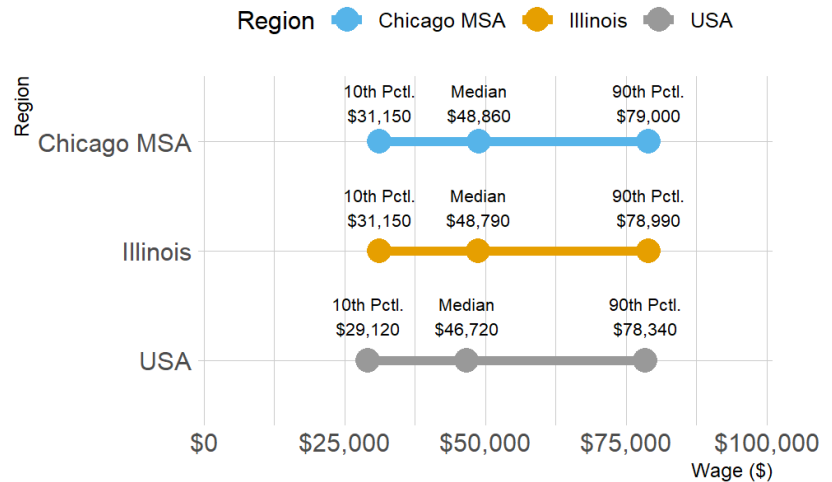 Region Chicago MSA Illinois USA
Region
10th Pctl. Median 90th Pctl.
$31,150 $48,860 $79,000
Chicago MSA
10th Pctl. Median 90th Pctl.
$31,150 $48,790 $78,990
Illinois
10th Pctl. Median 90th Pctl.
$29,120 $46,720 $78,340
USA
$0 $25,000 $50,000 $75,000 $100,000
Wage ($)